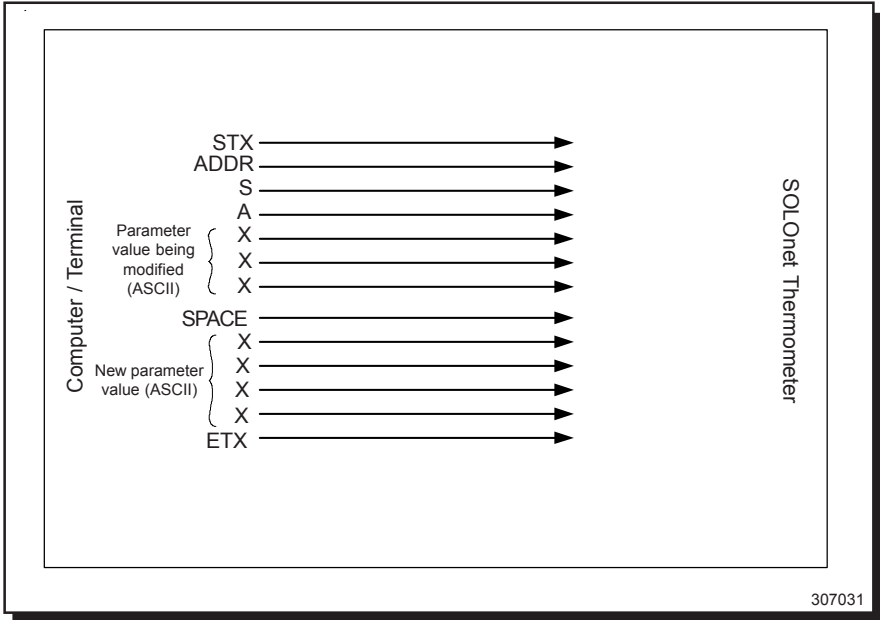 Computer / Terminal
STX
ADDR
S
A
Parameter
value being
modified
(ASCII)
X
X
X
SPACE
New parameter
value (ASCII)
X
X
X
X
ETX
SOLOnet Thermometer
307031